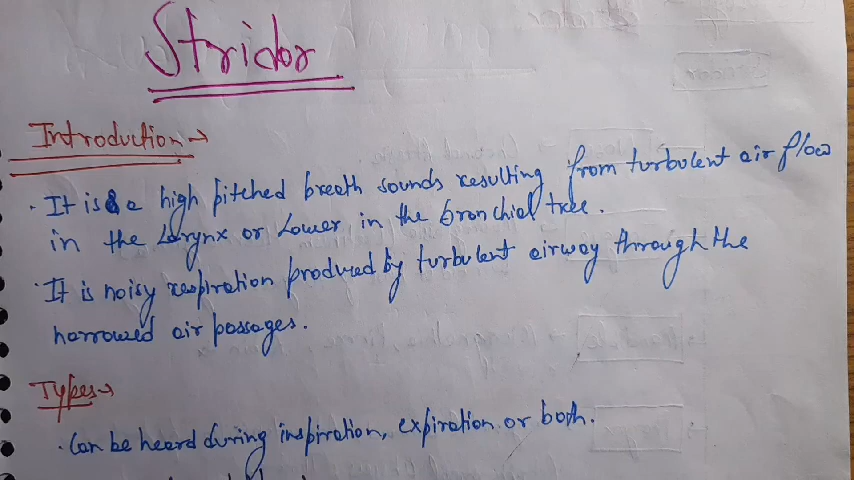 Stridor
Introduction →
· It is a high pitched breath sounds resulting from turbulent air flow
in the Larynx or Lower in the bronchial tree.
· It is noisy respiration produced by turbulent airway through the
narrowed air passages.
Types →
· Can be heard during inspiration, expiration or both.